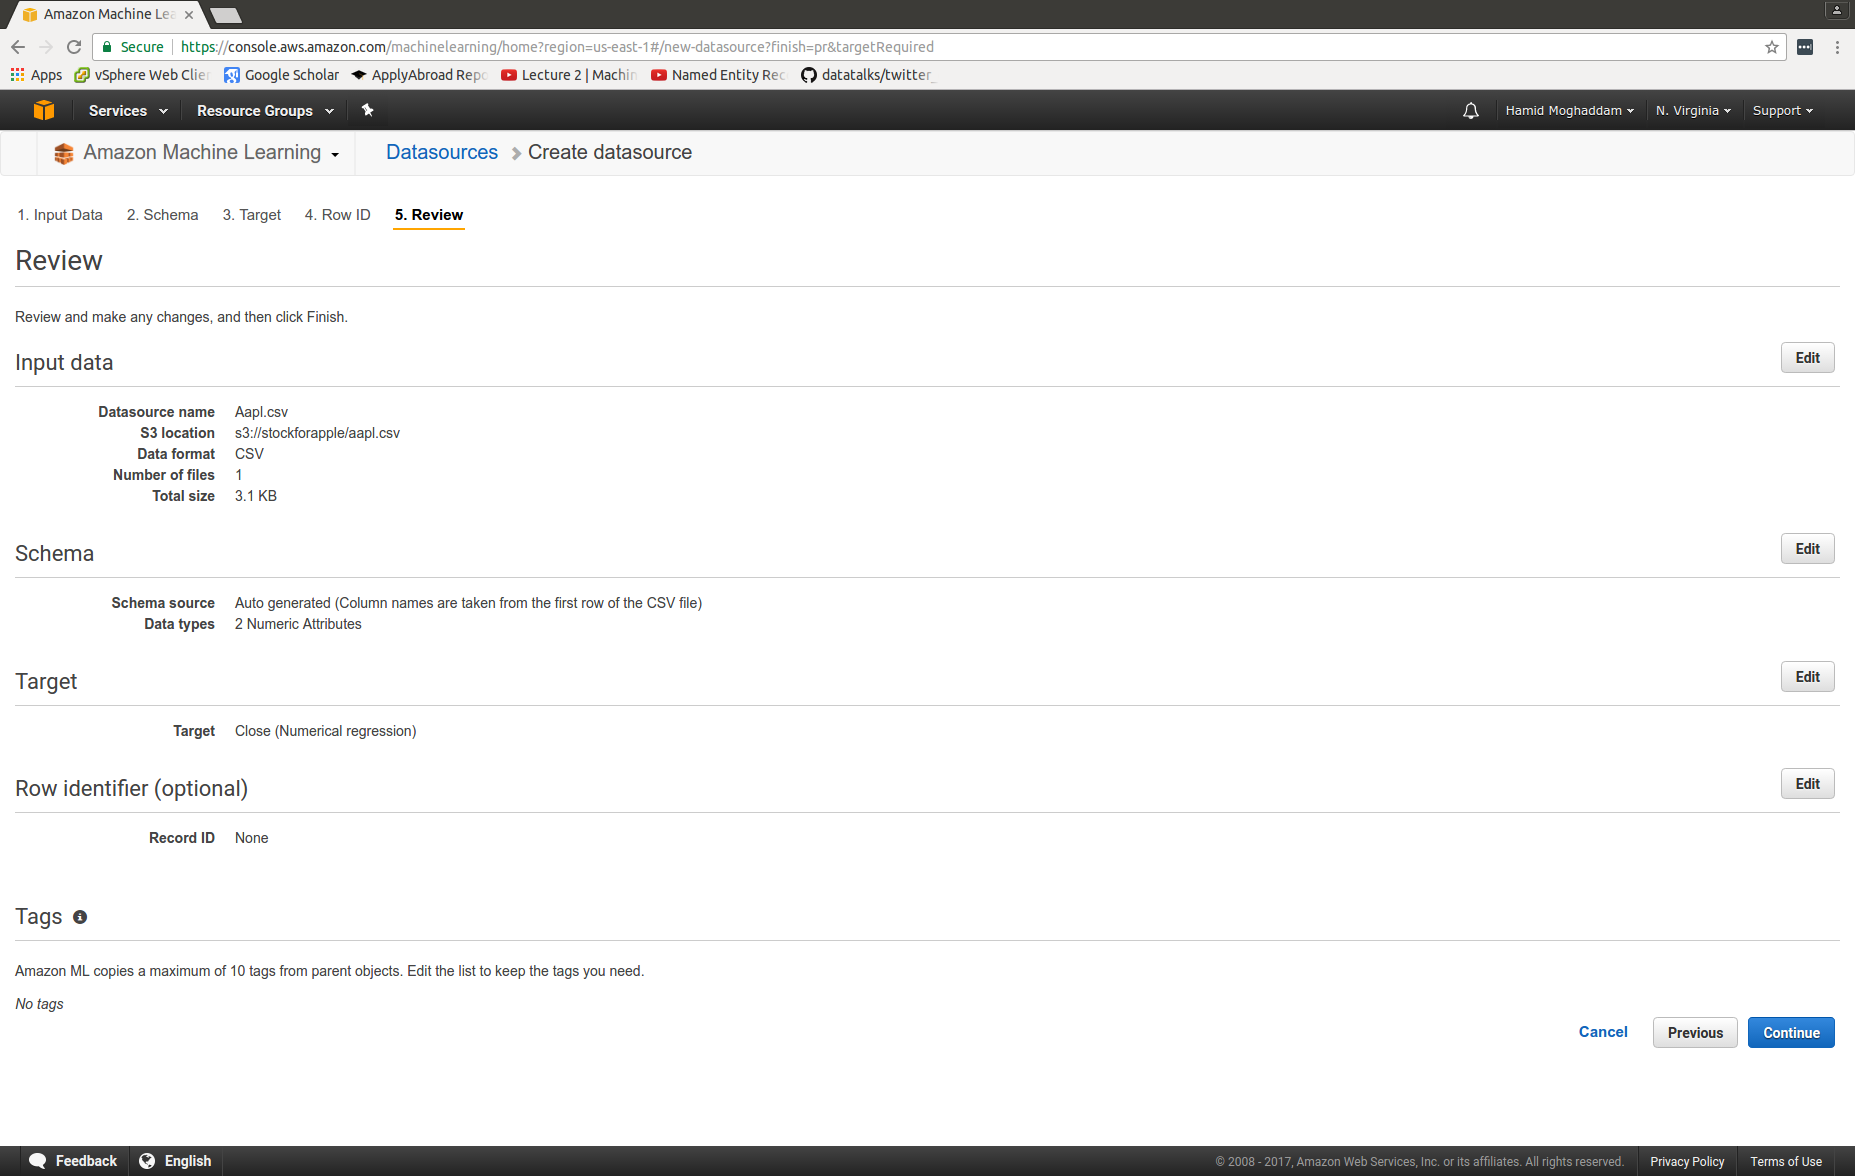 Amazon Machine Lea
Secure https://console.aws.amazon.com/machinelearning/home?region=us-east-1#/new-datasource?finish=pr&targetRequired
Apps vSphere Web Clier Google Scholar ApplyAbroad Repo Lecture 2 | Machin Named Entity Rec datatalks/twitter_
Services Resource Groups Hamid Moghaddam N. Virginia Support
Amazon Machine Learning Datasources Create datasource
1. Input Data 2. Schema 3. Target 4. Row ID 5. Review
Review
Review and make any changes, and then click Finish.
Input data Edit
Datasource name Aapl.csv
S3 location s3://stockforapple/aapl.csv
Data format CSV
Number of files 1
Total size 3.1 KB
Schema Edit
Schema source Auto generated (Column names are taken from the first row of the CSV file)
Data types 2 Numeric Attributes
Target Edit
Target Close (Numerical regression)
Row identifier (optional) Edit
Record ID None
Tags
Amazon ML copies a maximum of 10 tags from parent objects. Edit the list to keep the tags you need.
No tags
Cancel Previous Continue
Feedback English © 2008 - 2017, Amazon Web Services, Inc. or its affiliates. All rights reserved. Privacy Policy Terms of Use